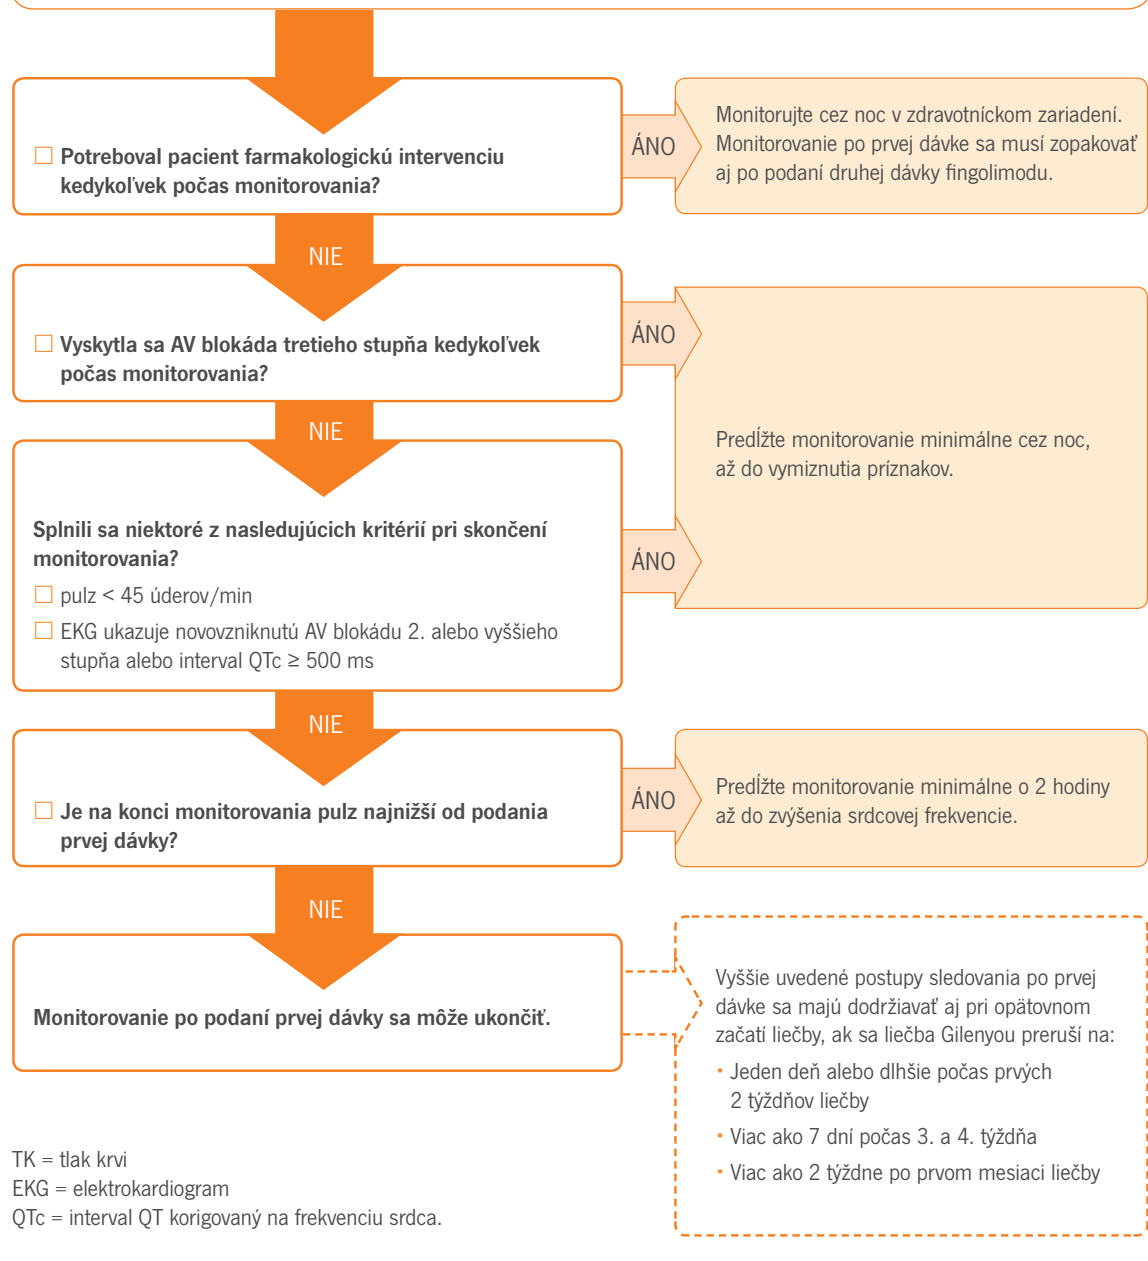 ☐ Potreboval pacient farmakologickú intervenciu
kedykoľvek počas monitorovania?
ÁNO
Monitorujte cez noc v zdravotníckom zariadení.
Monitorovanie po prvej dávke sa musí zopakovať
aj po podaní druhej dávky fingolimodu.
NIE
☐ Vyskytla sa AV blokáda tretieho stupňa kedykoľvek
počas monitorovania?
ÁNO
Predĺžte monitorovanie minimálne cez noc,
až do vymiznutia príznakov.
NIE
Splnili sa niektoré z nasledujúcich kritérií pri skončení
monitorovania?
☐ pulz < 45 úderov/min
☐ EKG ukazuje novovzniknutú AV blokádu 2. alebo vyššieho
stupňa alebo interval QTc ≥ 500 ms
ÁNO
NIE
☐ Je na konci monitorovania pulz najnižší od podania
prvej dávky?
ÁNO
Predĺžte monitorovanie minimálne o 2 hodiny
až do zvýšenia srdcovej frekvencie.
NIE
Monitorovanie po podaní prvej dávky sa môže ukončiť.
Vyššie uvedené postupy sledovania po prvej
dávke sa majú dodržiavať aj pri opätovnom
začatí liečby, ak sa liečba Gilenyou preruší na:
• Jeden deň alebo dlhšie počas prvých
2 týždňov liečby
• Viac ako 7 dní počas 3. a 4. týždňa
• Viac ako 2 týždne po prvom mesiaci liečby
TK = tlak krvi
EKG = elektrokardiogram
QTc = interval QT korigovaný na frekvenciu srdca.